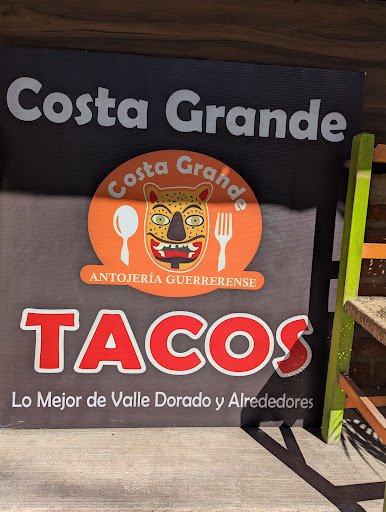 Costa Grande
Costa Grande
ANTOJERÍA GUERRERENSE
TACOS
Lo Mejor de Valle Dorado y Alrededores